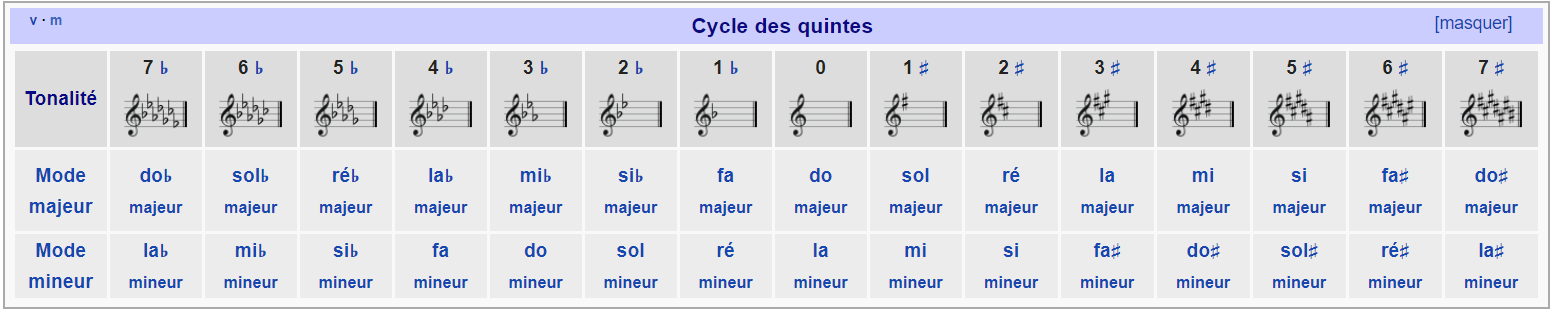 v · m Cycle des quintes [masquer]
Tonalité 7 ♭ 6 ♭ 5 ♭ 4 ♭ 3 ♭ 2 ♭ 1 ♭ 0 1 ♯ 2 ♯ 3 ♯ 4 ♯ 5 ♯ 6 ♯ 7 ♯
Mode do♭ sol♭ ré♭ la♭ mi♭ si♭ fa do sol ré la mi si fa♯ do♯
majeur majeur majeur majeur majeur majeur majeur majeur majeur majeur majeur majeur majeur majeur majeur majeur
Mode la♭ mi♭ si♭ fa do sol ré la mi si fa♯ do♯ sol♯ ré♯ la♯
mineur mineur mineur mineur mineur mineur mineur mineur mineur mineur mineur mineur mineur mineur mineur mineur